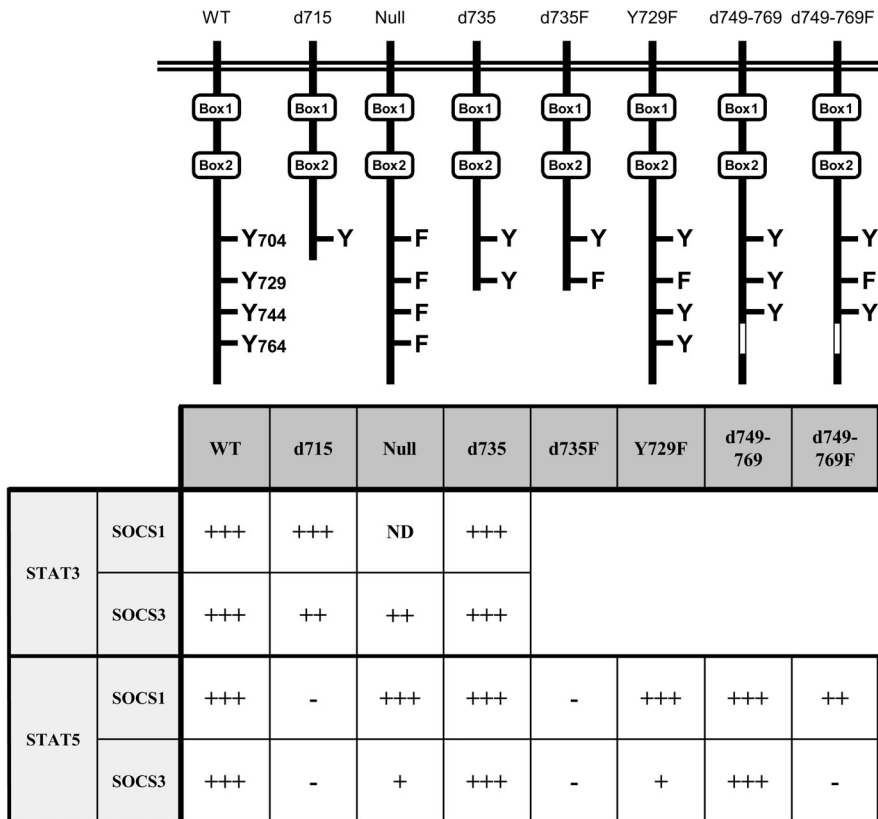 WT d715 Null d735 d735F Y729F d749-769 d749-769F
Box1 Box1 Box1 Box1 Box1 Box1 Box1 Box1
Box2 Box2 Box2 Box2 Box2 Box2 Box2 Box2
Y704 Y F Y Y Y Y Y
Y729 F Y F F Y F
Y744 F Y Y Y
Y764 F Y
WT d715 Null d735 d735F Y729F d749-769 d749-769F
STAT3
SOCS1 +++ +++ ND +++
SOCS3 +++ ++ ++ +++
STAT5
SOCS1 +++ - +++ +++ - +++ +++ ++
SOCS3 +++ - + +++ - + +++ -